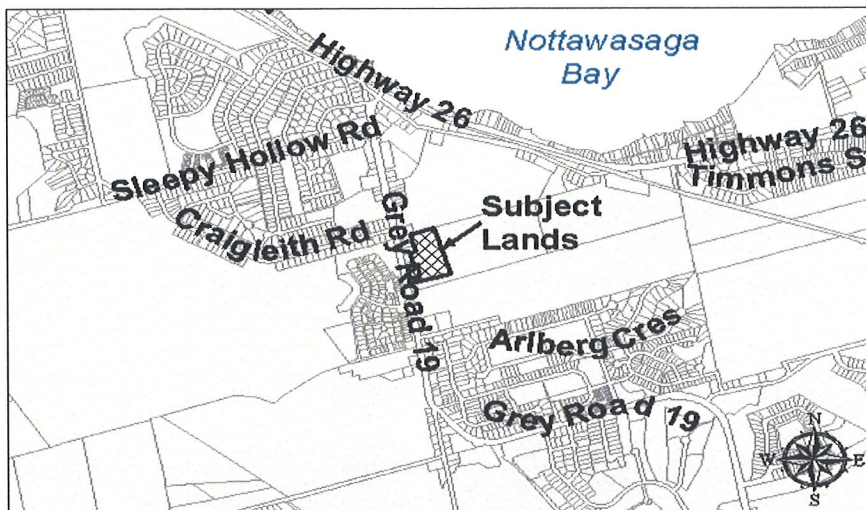 Nottawasaga
Bay
Highway 26
Highway 26
Timmons S
Sleepy Hollow Rd
Craigleith Rd
Grey Road 19
Subject
Lands
Arlberg Cres
Grey Road 19
N
W
E
S